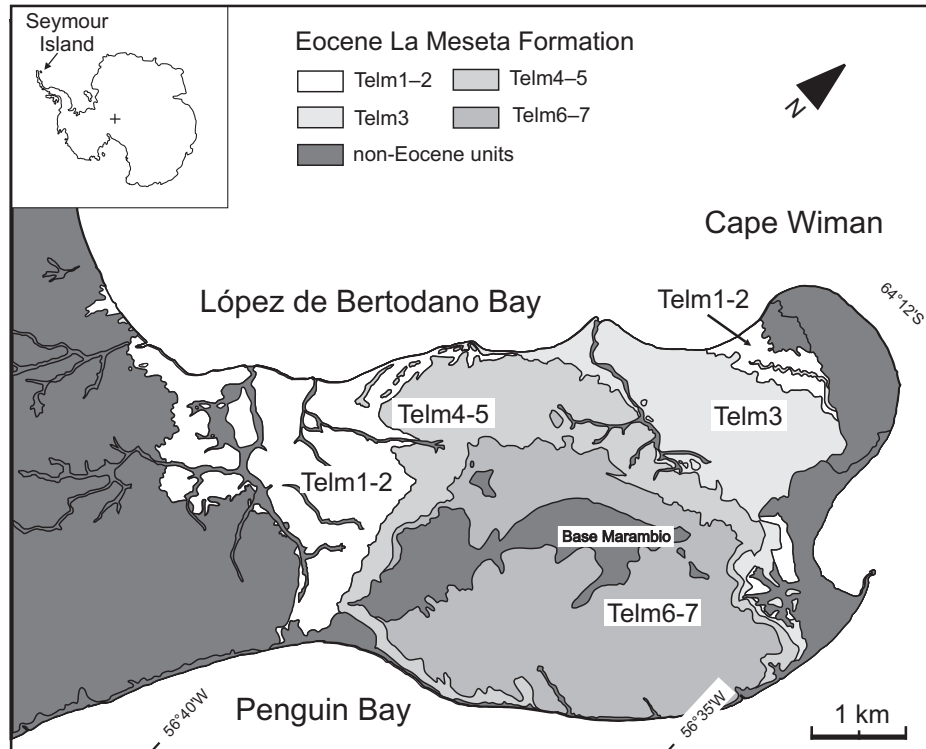 Seymour
Island
Eocene La Meseta Formation
Telm1–2
Telm4–5
Telm3
Telm6–7
non-Eocene units
N
Cape Wiman
64°12'S
López de Bertodano Bay
Telm1-2
Telm4-5
Telm3
Telm1-2
Base Marambio
Telm6-7
56°40'W
56°35'W
Penguin Bay
1 km